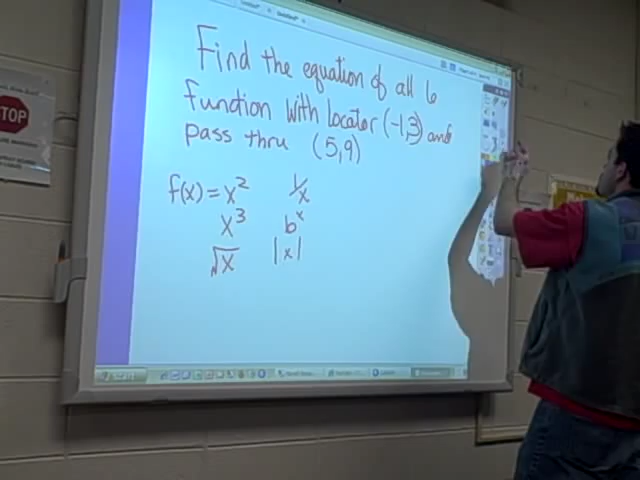 Find the equation of all 6
function with locator (-1,3) and
pass thru (5,9)
f(x) = x² 1/x
x³ bˣ
√x |x|
STOP